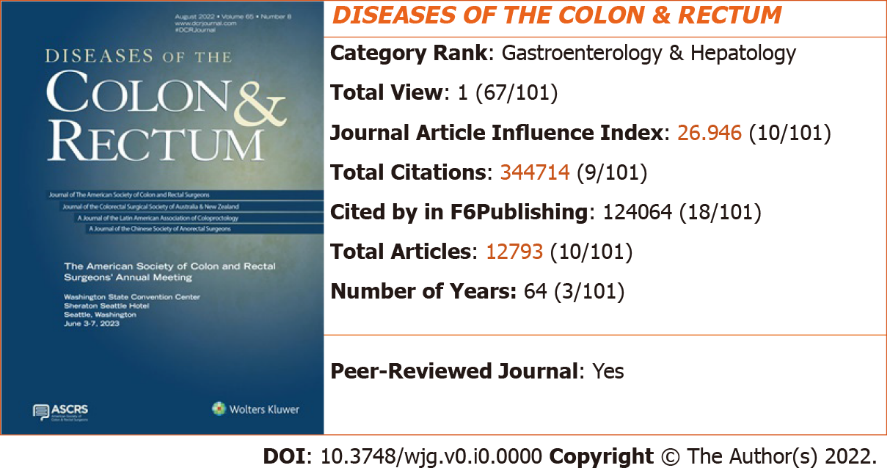 August 2022 • Volume 65 • Number 8
www.dcrjournal.com
#DCRJournal
DISEASES OF THE
COLON &
RECTUM
Journal of The American Society of Colon and Rectal Surgeons
Journal of the Colorectal Surgical Society of Australia & New Zealand
A Journal of the Latin American Association of Coloproctology
A Journal of the Chinese Society of Anorectal Surgeons
The American Society of Colon and Rectal
Surgeons' Annual Meeting
Washington State Convention Center
Sheraton Seattle Hotel
Seattle, Washington
June 3-7, 2023
ASCRS
American Society of
Colon & Rectal Surgeons
Wolters Kluwer
DISEASES OF THE COLON & RECTUM
Category Rank: Gastroenterology & Hepatology
Total View: 1 (67/101)
Journal Article Influence Index: 26.946 (10/101)
Total Citations: 344714 (9/101)
Cited by in F6Publishing: 124064 (18/101)
Total Articles: 12793 (10/101)
Number of Years: 64 (3/101)
Peer-Reviewed Journal: Yes
DOI: 10.3748/wjg.v0.i0.0000 Copyright © The Author(s) 2022.